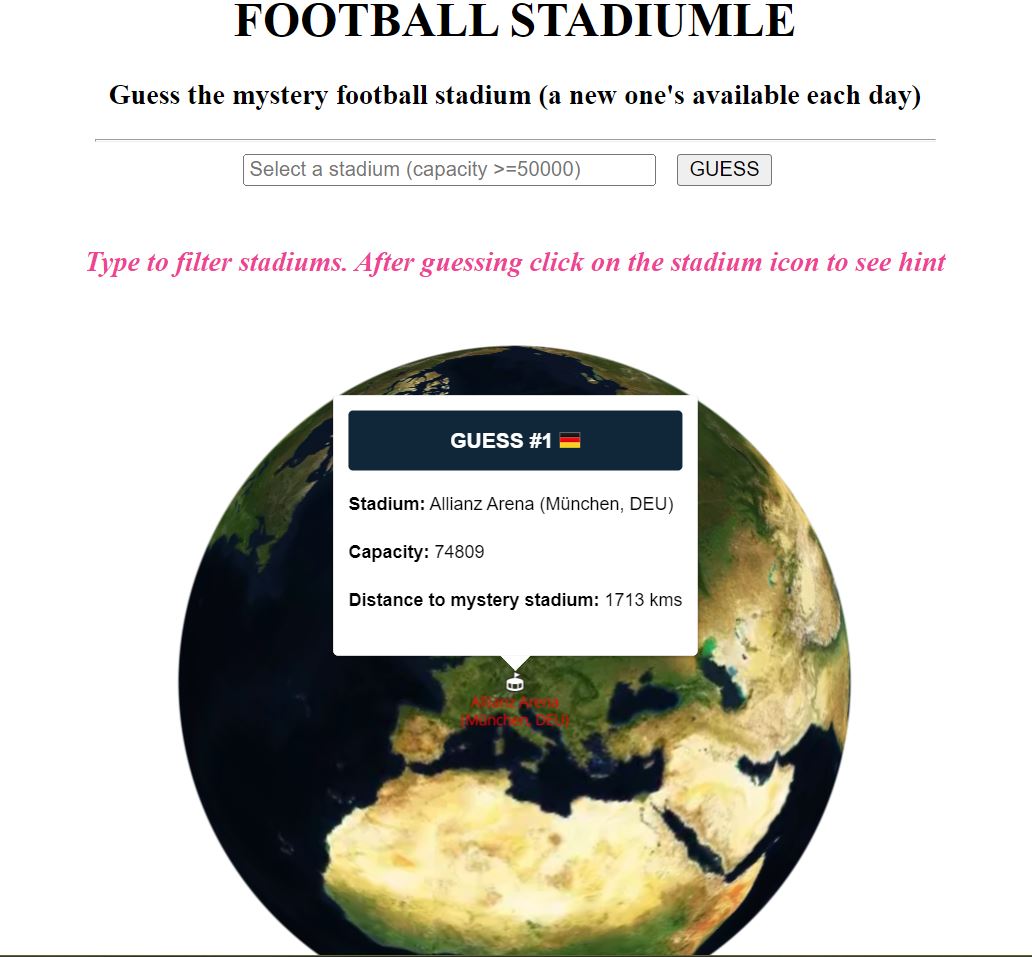 FOOTBALL STADIUMLE
Guess the mystery football stadium (a new one's available each day)
Select a stadium (capacity >=50000)
GUESS
Type to filter stadiums. After guessing click on the stadium icon to see hint
GUESS #1
Stadium: Allianz Arena (München, DEU)
Capacity: 74809
Distance to mystery stadium: 1713 kms
Allianz Arena
(München, DEU)